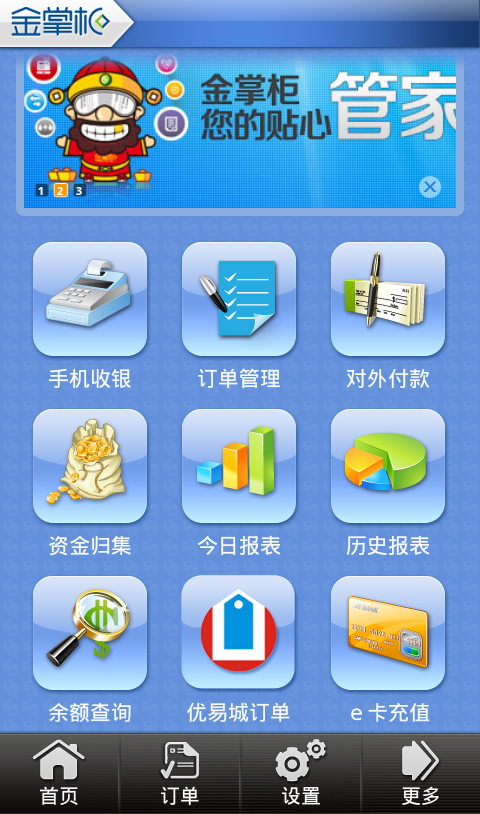 金掌柜
金掌柜
您的贴心管家
1 2 3
手机收银
订单管理
对外付款
资金归集
今日报表
历史报表
余额查询
优易城订单
e卡充值
首页
订单
设置
更多